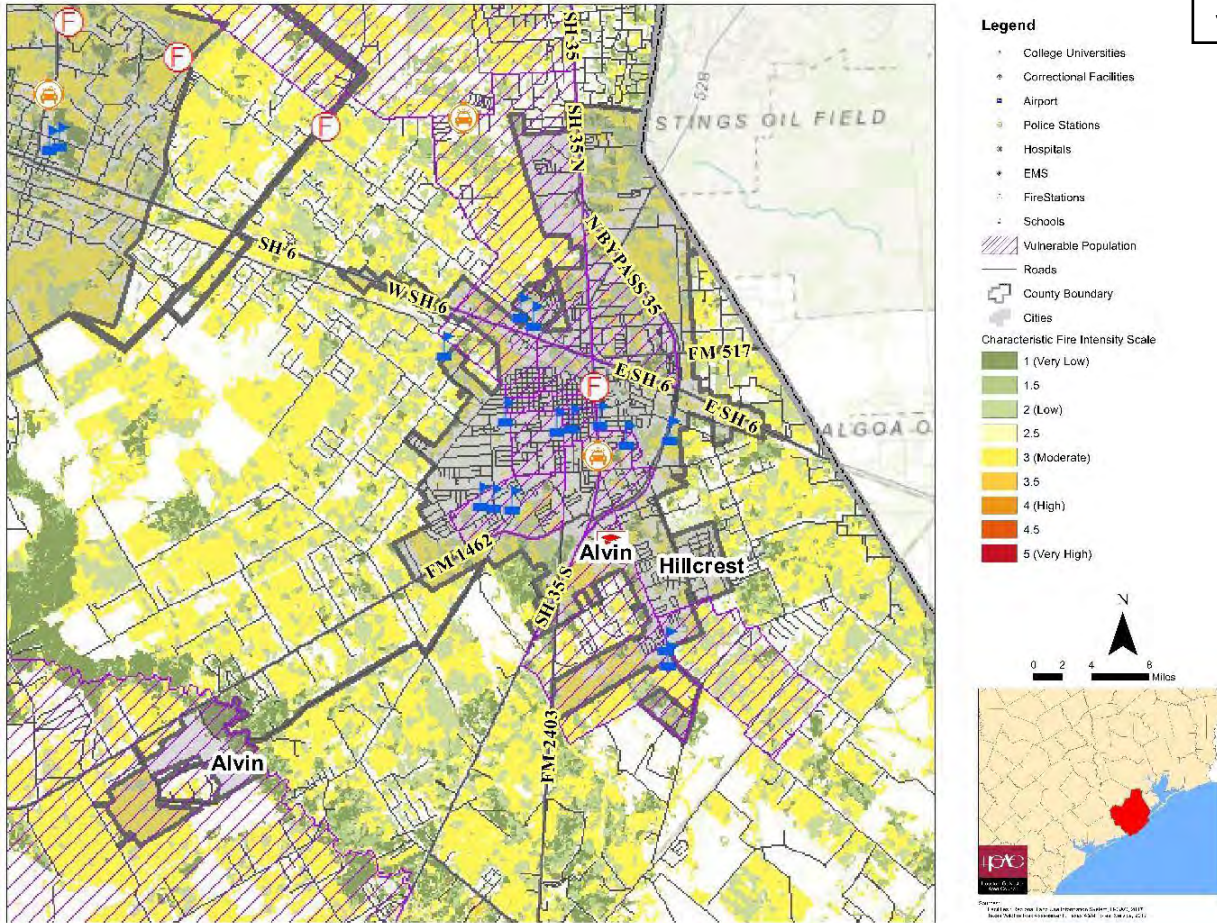 SH 35
SH-35 N
528
STINGS OIL FIELD
N BYPASS 35
SH 6
W SH 6
FM 517
E SH 6
E SH 6
ALGOA O
F
F
F
F
FM 1462
Alvin
Hillcrest
SH 35 S
FM-2403
Alvin
Legend
College Universities
Correctional Facilities
Airport
Police Stations
Hospitals
EMS
FireStations
Schools
Vulnerable Population
Roads
County Boundary
Cities
Characteristic Fire Intensity Scale
1 (Very Low)
1.5
2 (Low)
2.5
3 (Moderate)
3.5
4 (High)
4.5
5 (Very High)
N
0 2 4 8
Miles